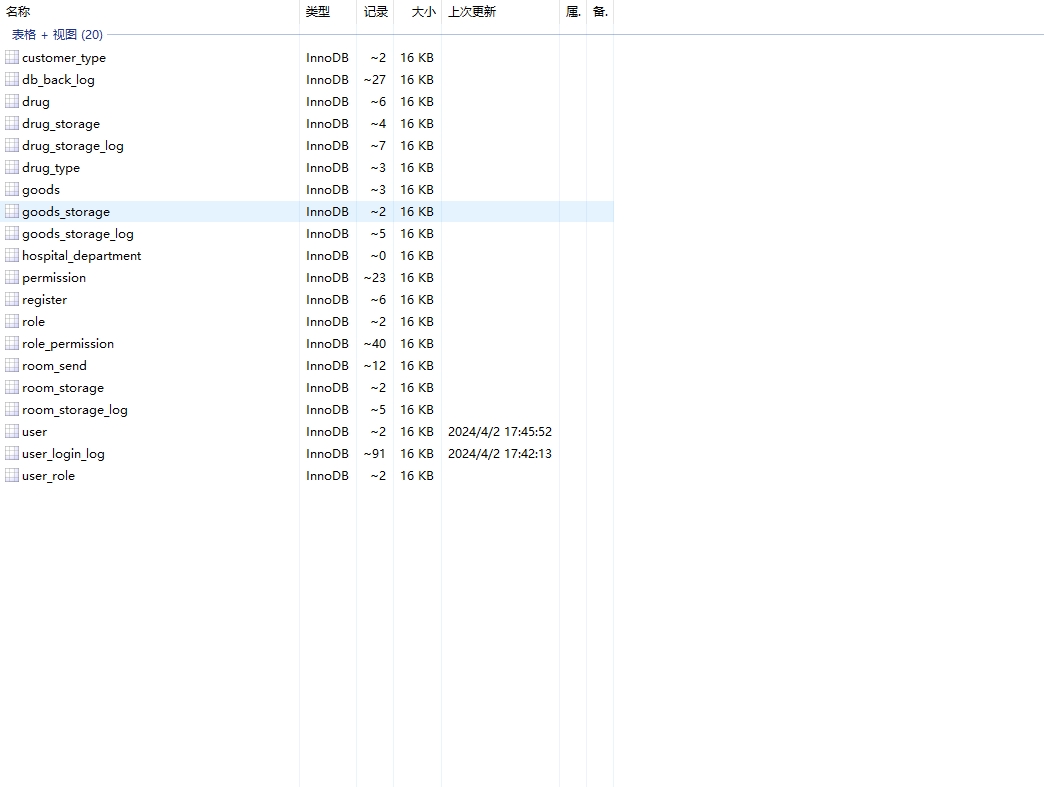 名称 类型 记录 大小 上次更新 属. 备.
表格 + 视图 (20)
customer_type InnoDB ~2 16 KB
db_back_log InnoDB ~27 16 KB
drug InnoDB ~6 16 KB
drug_storage InnoDB ~4 16 KB
drug_storage_log InnoDB ~7 16 KB
drug_type InnoDB ~3 16 KB
goods InnoDB ~3 16 KB
goods_storage InnoDB ~2 16 KB
goods_storage_log InnoDB ~5 16 KB
hospital_department InnoDB ~0 16 KB
permission InnoDB ~23 16 KB
register InnoDB ~6 16 KB
role InnoDB ~2 16 KB
role_permission InnoDB ~40 16 KB
room_send InnoDB ~12 16 KB
room_storage InnoDB ~2 16 KB
room_storage_log InnoDB ~5 16 KB
user InnoDB ~2 16 KB 2024/4/2 17:45:52
user_login_log InnoDB ~91 16 KB 2024/4/2 17:42:13
user_role InnoDB ~2 16 KB